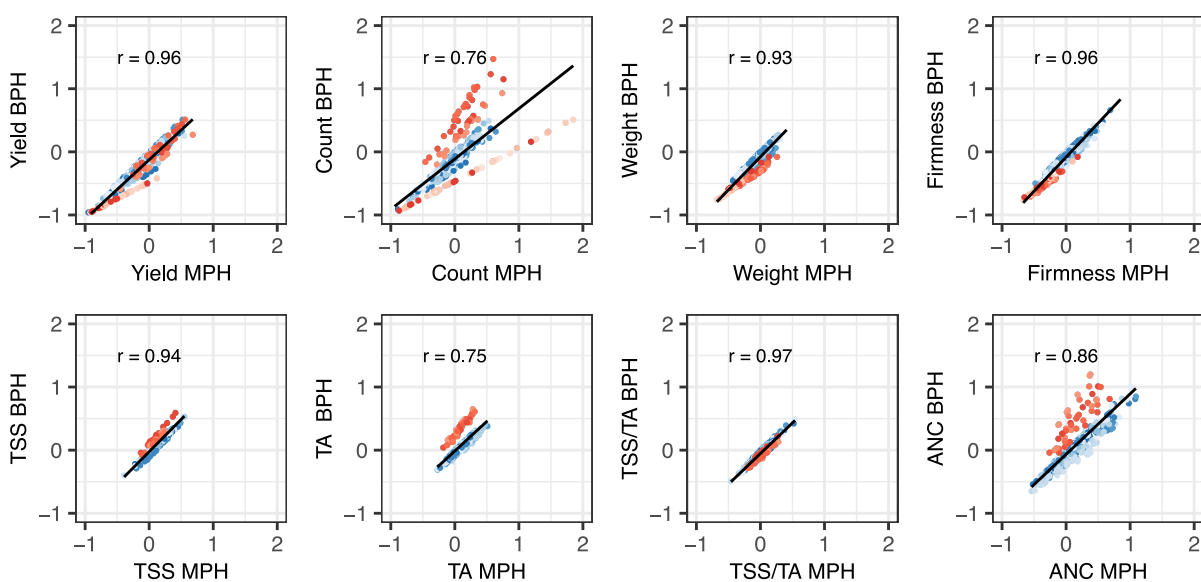 2
1
0
−1
Yield BPH
r = 0.96
−1 0 1 2
Yield MPH
2
1
0
−1
Count BPH
r = 0.76
−1 0 1 2
Count MPH
2
1
0
−1
Weight BPH
r = 0.93
−1 0 1 2
Weight MPH
2
1
0
−1
Firmness BPH
r = 0.96
−1 0 1 2
Firmness MPH
2
1
0
−1
TSS BPH
r = 0.94
−1 0 1 2
TSS MPH
2
1
0
−1
TA BPH
r = 0.75
−1 0 1 2
TA MPH
2
1
0
−1
TSS/TA BPH
r = 0.97
−1 0 1 2
TSS/TA MPH
2
1
0
−1
ANC BPH
r = 0.86
−1 0 1 2
ANC MPH